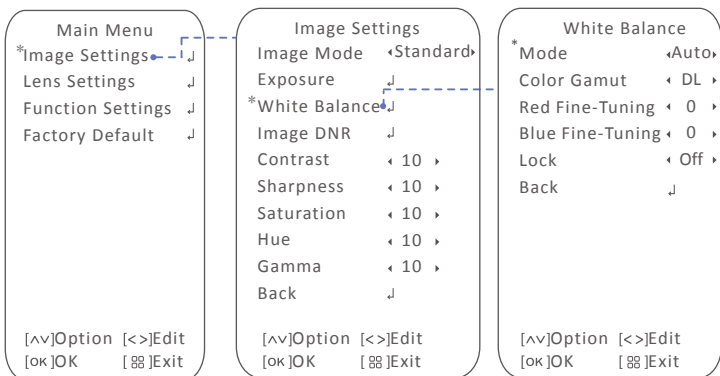 Main Menu
*Image Settings ↲
Lens Settings ↲
Function Settings ↲
Factory Default ↲
[∧∨]Option [<>]Edit
[OK]OK [88]Exit
Image Settings
Image Mode ◂Standard▸
Exposure ↲
*White Balance ↲
Image DNR ↲
Contrast ◂ 10 ▸
Sharpness ◂ 10 ▸
Saturation ◂ 10 ▸
Hue ◂ 10 ▸
Gamma ◂ 10 ▸
Back ↲
[∧∨]Option [<>]Edit
[OK]OK [88]Exit
White Balance
*Mode ◂Auto▸
Color Gamut ◂ DL ▸
Red Fine-Tuning ◂ 0 ▸
Blue Fine-Tuning ◂ 0 ▸
Lock ◂ Off ▸
Back ↲
[∧∨]Option [<>]Edit
[OK]OK [88]Exit